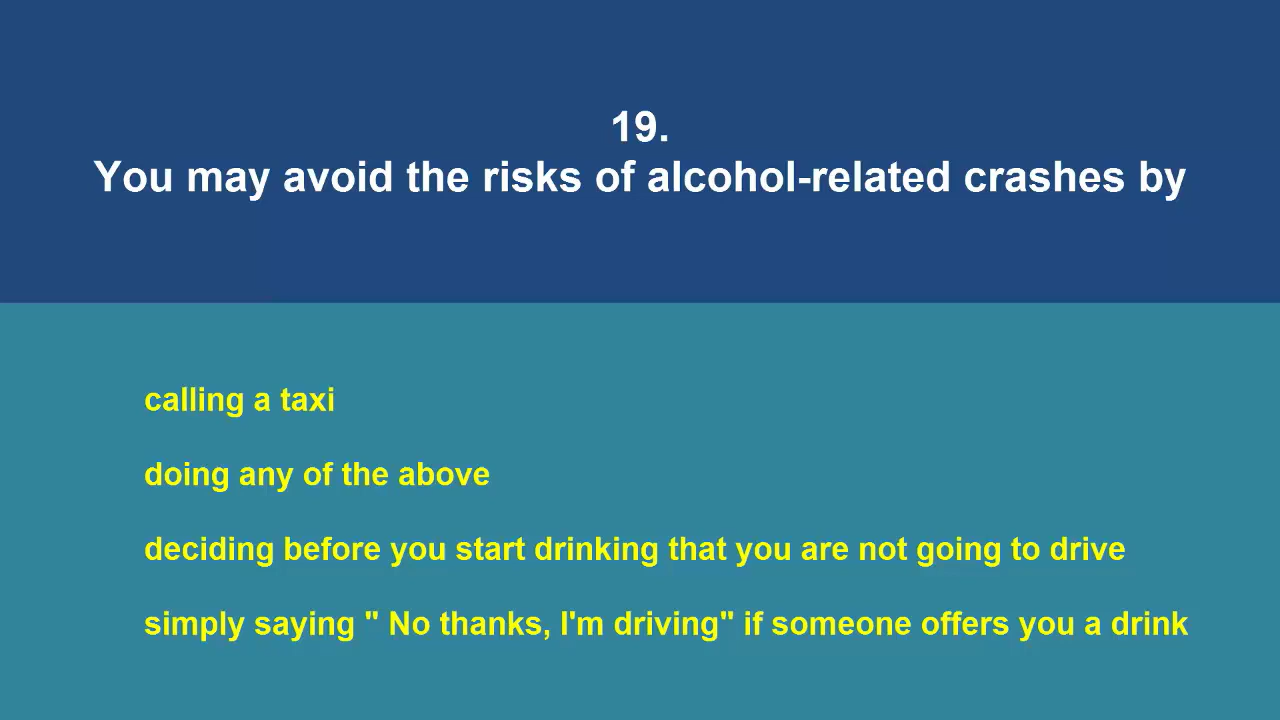 19.
You may avoid the risks of alcohol-related crashes by
calling a taxi
doing any of the above
deciding before you start drinking that you are not going to drive
simply saying " No thanks, I'm driving" if someone offers you a drink